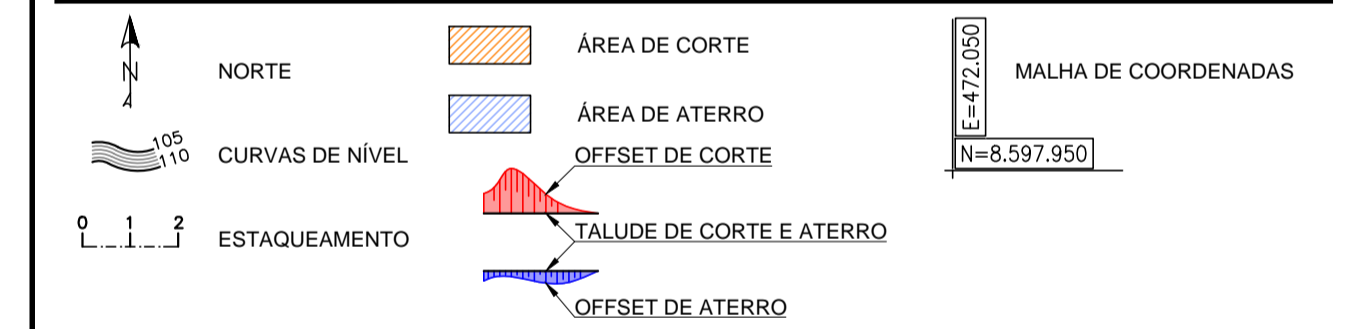 N
NORTE
105
110
CURVAS DE NÍVEL
0 1 2
ESTAQUEAMENTO
ÁREA DE CORTE
ÁREA DE ATERRO
OFFSET DE CORTE
TALUDE DE CORTE E ATERRO
OFFSET DE ATERRO
E=472.050
N=8.597.950
MALHA DE COORDENADAS